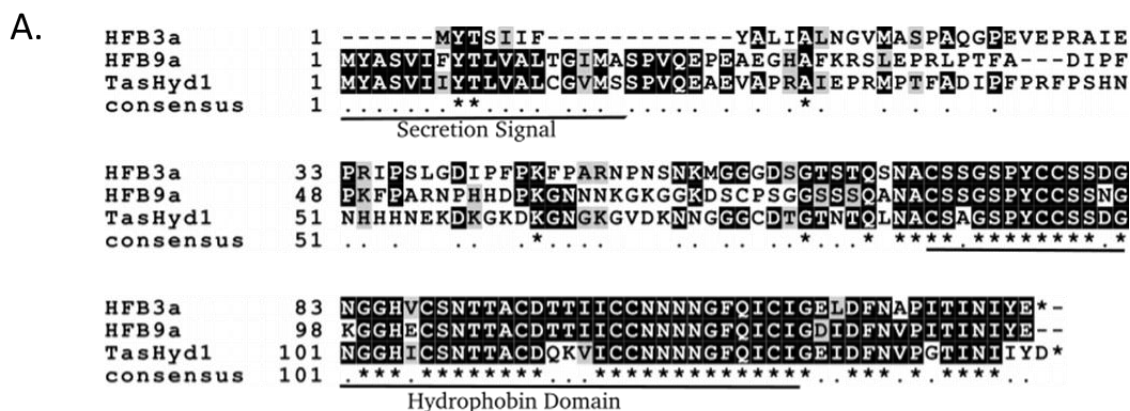 A.
HFB3a 1 ------MYTSIIF------------YALIALNGVMASPAQGPEVEPRAIE
HFB9a 1 MYASVIFYTLVALTGIMASPVQEPEAEGHAFKRSLEPRLPTFA---DIPF
TasHyd1 1 MYASVIIYTLVALCGVMSSPVQEAEVAPRAIEPRMPTFADIPFPRFPSHN
consensus 1 .......**....................*.. . .. . .
Secretion Signal
HFB3a 33 PRIPSLGDIPFPKFPARNPNSNKMGGGDSGTSTQSNACSSGSPYCCSSDG
HFB9a 48 PKFPARNPHHDPKGNNNKGKGGKDSCPSGGSSSQANACSSGSPYCCSSNG
TasHyd1 51 NHHHNEKDKGKDKGNGKGVDKNNGGGCDTGTNTQLNACSAGSPYCCSSDG
consensus 51 .. .. .. . * .... . . . .*...*.****.********.*
HFB3a 83 NGGHVCSNTTACDTTIICCNNNNGFQICIGELDFNAPITINIYE*-
HFB9a 98 KGGHECSNTTACDTTIICCNNNNGFQICIGDIDFNVPITINIYE--
TasHyd1 101 NGGHICSNTTACDQKVICCNNNNGFQICIGEIDFNVPGTINIIYD*
consensus 101 .***.********...**************..***.*.****..
Hydrophobin Domain